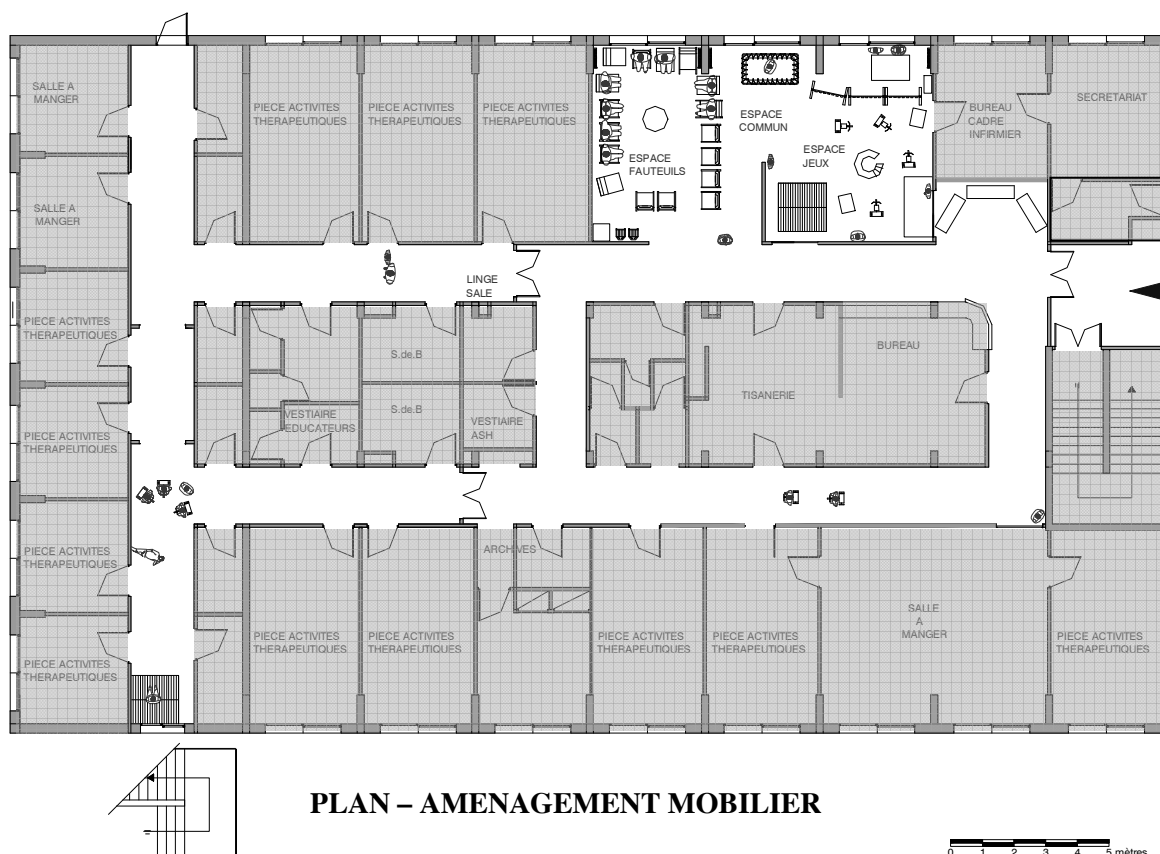 SALLE A
MANGER
PIECE ACTIVITES
THERAPEUTIQUES
PIECE ACTIVITES
THERAPEUTIQUES
PIECE ACTIVITES
THERAPEUTIQUES
ESPACE
FAUTEUILS
ESPACE
COMMUN
ESPACE
JEUX
BUREAU
CADRE
INFIRMIER
SECRETARIAT
SALLE A
MANGER
LINGE
SALE
PIECE ACTIVITES
THERAPEUTIQUES
S.de.B
BUREAU
PIECE ACTIVITES
THERAPEUTIQUES
VESTIAIRE
EDUCATEURS
S.de.B
VESTIAIRE
ASH
TISANERIE
PIECE ACTIVITES
THERAPEUTIQUES
ARCHIVES
PIECE ACTIVITES
THERAPEUTIQUES
PIECE ACTIVITES
THERAPEUTIQUES
PIECE ACTIVITES
THERAPEUTIQUES
PIECE ACTIVITES
THERAPEUTIQUES
PIECE ACTIVITES
THERAPEUTIQUES
SALLE
A
MANGER
PIECE ACTIVITES
THERAPEUTIQUES
PLAN – AMENAGEMENT MOBILIER
0 1 2 3 4 5 mètres